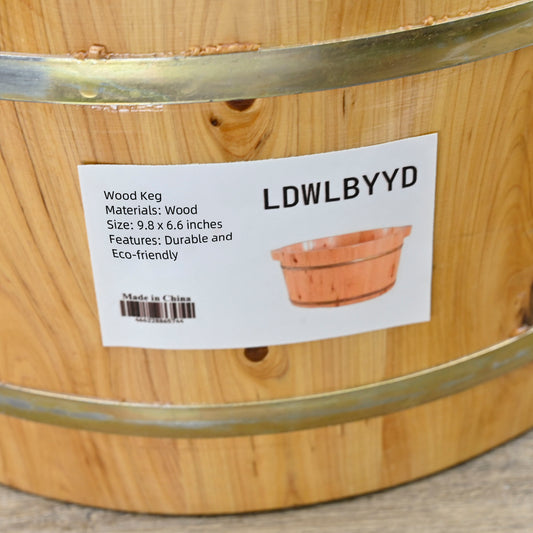 Wood Keg
Materials: Wood
Size: 9.8 x 6.6 inches
Features: Durable and
Eco-friendly
LDWLBYYD
Made in China